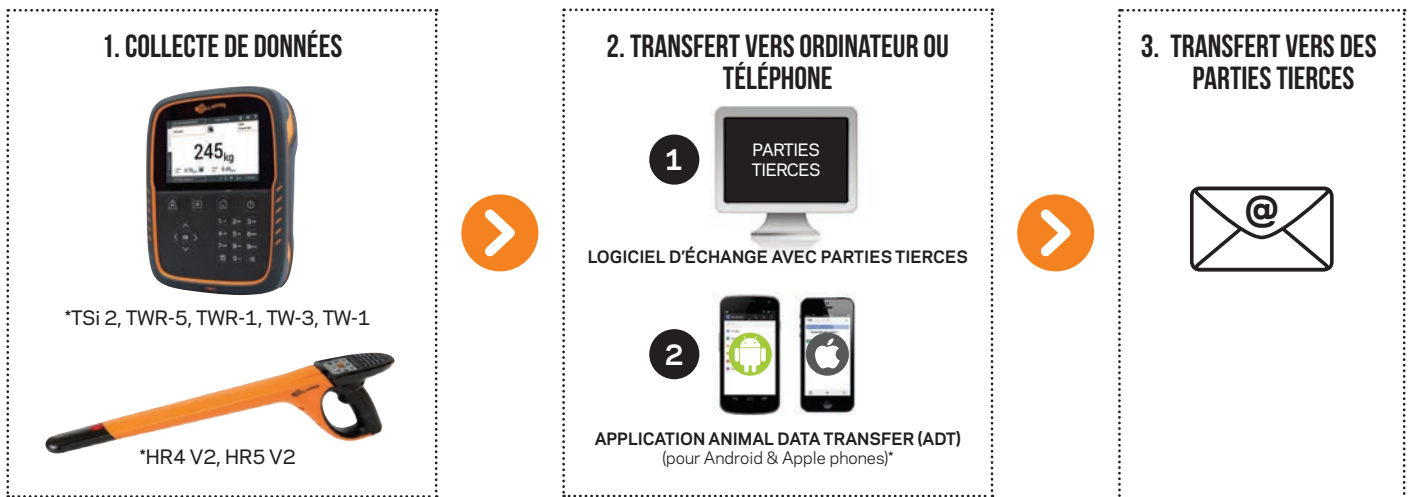 1. COLLECTE DE DONNÉES
245kg
*TSi 2, TWR-5, TWR-1, TW-3, TW-1
*HR4 V2, HR5 V2
2. TRANSFERT VERS ORDINATEUR OU
TÉLÉPHONE
1
PARTIES
TIERCES
LOGICIEL D'ÉCHANGE AVEC PARTIES TIERCES
2
APPLICATION ANIMAL DATA TRANSFER (ADT)
(pour Android & Apple phones)*
3. TRANSFERT VERS DES
PARTIES TIERCES
@